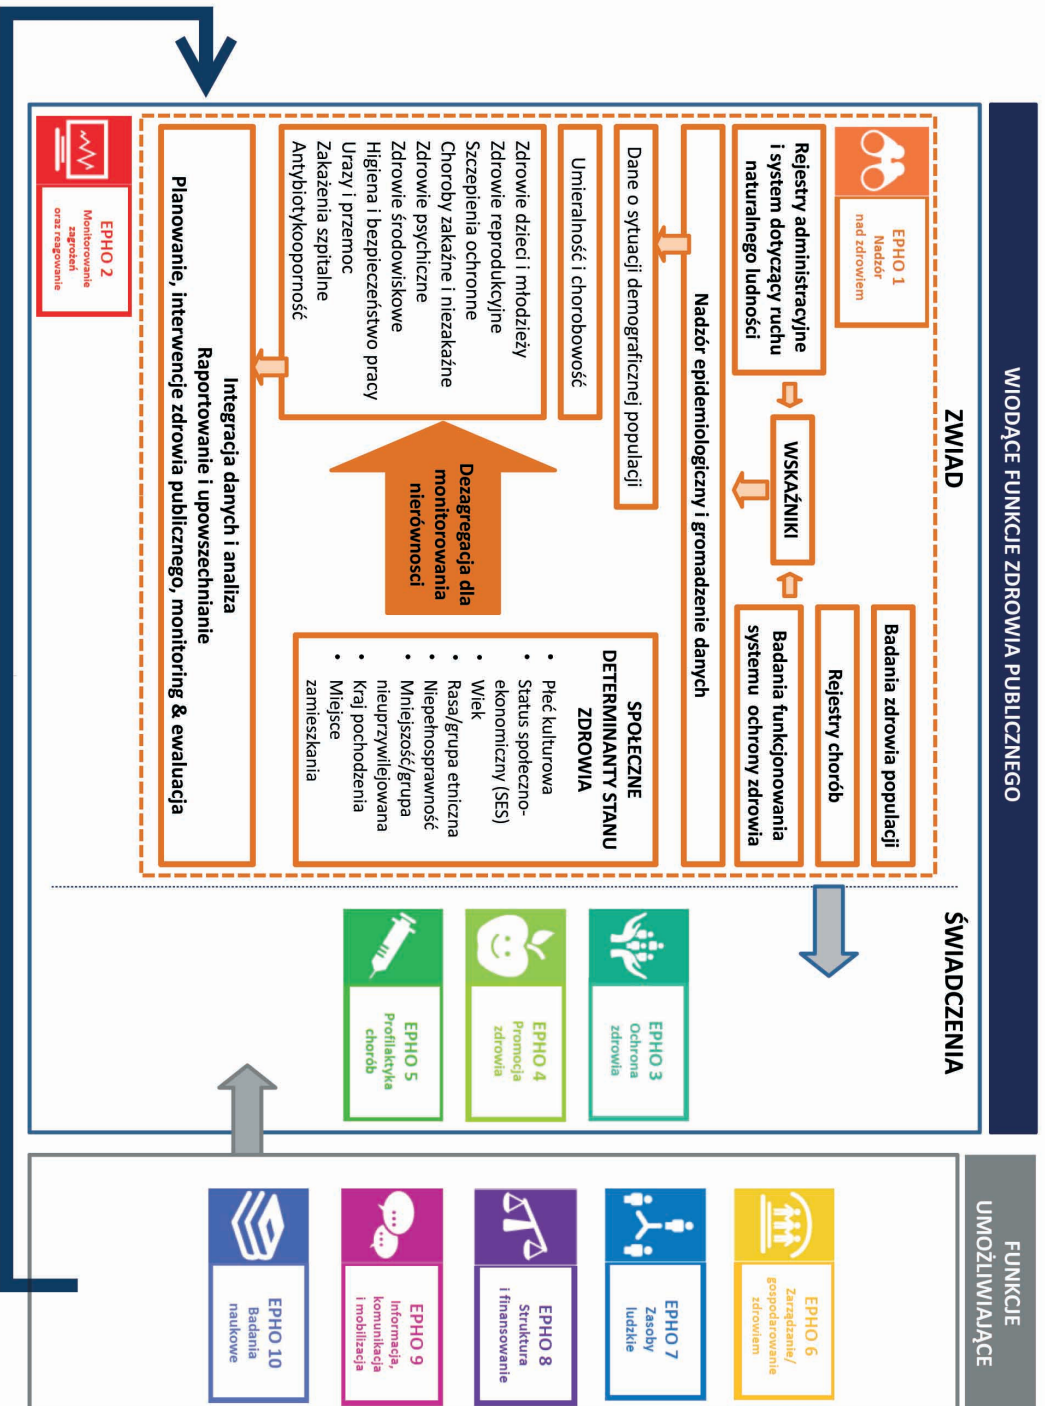 WIODĄCE FUNKCJE ZDROWIA PUBLICZNEGO
ZWIAD
EPHO 1
Nadzór
nad zdrowiem
Rejestry administracyjne
i system dotyczący ruchu
naturalnego ludności
WSKAŹNIKI
Badania zdrowia populacji
Rejestry chorób
Badania funkcjonowania
systemu ochrony zdrowia
Nadzór epidemiologiczny i gromadzenie danych
Dane o sytuacji demograficznej populacji
Umieralność i chorobowość
Zdrowie dzieci i młodzieży
Zdrowie reprodukcyjne
Szczepienia ochronne
Choroby zakaźne i niezakaźne
Zdrowie psychiczne
Zdrowie środowiskowe
Higiena i bezpieczeństwo pracy
Urazy i przemoc
Zakażenia szpitalne
Antybiotykooporność
Dezagregacja dla
monitorowania
nierówności
SPOŁECZNE
DETERMINANTY STANU
ZDROWIA
• Płeć kulturowa
• Status społeczno-
ekonomiczny (SES)
• Wiek
• Rasa/grupa etniczna
• Niepełnosprawność
• Mniejszość/grupa
nieuprzywilejowana
• Kraj pochodzenia
• Miejsce
zamieszkania
Integracja danych i analiza
Raportowanie i upowszechnianie
Planowanie, interwencje zdrowia publicznego, monitoring & ewaluacja
EPHO 2
Monitorowanie
zagrożeń
oraz reagowanie
ŚWIADCZENIA
EPHO 3
Ochrona
zdrowia
EPHO 4
Promocja
zdrowia
EPHO 5
Profilaktyka
chorób
FUNKCJE
UMOŻLIWIAJĄCE
EPHO 6
Zarządzanie/
gospodarowanie
zdrowiem
EPHO 7
Zasoby
ludzkie
EPHO 8
Struktura
i finansowanie
EPHO 9
Informacja,
komunikacja
i mobilizacja
EPHO 10
Badania
naukowe